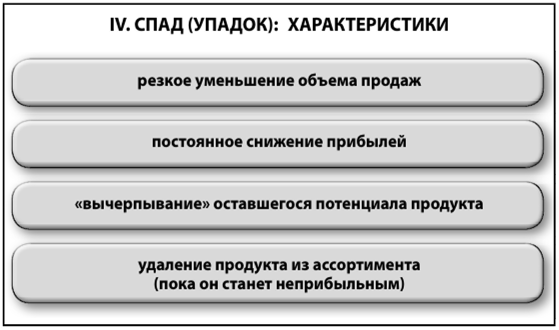 IV. СПАД (УПАДОК): ХАРАКТЕРИСТИКИ
резкое уменьшение объема продаж
постоянное снижение прибылей
«вычерпывание» оставшегося потенциала продукта
удаление продукта из ассортимента
(пока он станет неприбыльным)